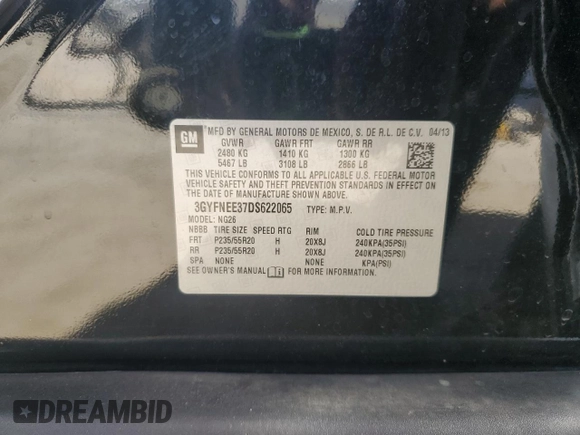 GM
MFD BY GENERAL MOTORS DE MEXICO, S. DE R.L. DE C.V. 04/13
GVWR GAWR FRT GAWR RR
2480 KG 1410 KG 1300 KG
5467 LB 3108 LB 2866 LB
THIS VEHICLE CONFORMS TO ALL APPLICABLE U.S. FEDERAL MOTOR
VEHICLE SAFETY AND THEFT PREVENTION STANDARDS IN EFFECT ON
THE DATE OF MANUFACTURE SHOWN ABOVE.
3GYFNEE37DS622065 TYPE: M.P.V.
MODEL: NG26
NBBB TIRE SIZE SPEED RTG RIM COLD TIRE PRESSURE
FRT P235/55R20 H 20X8J 240KPA(35PSI)
RR P235/55R20 H 20X8J 240KPA(35PSI)
SPA NONE NONE KPA(PSI)
SEE OWNER'S MANUAL FOR MORE INFORMATION.
DREAMBID